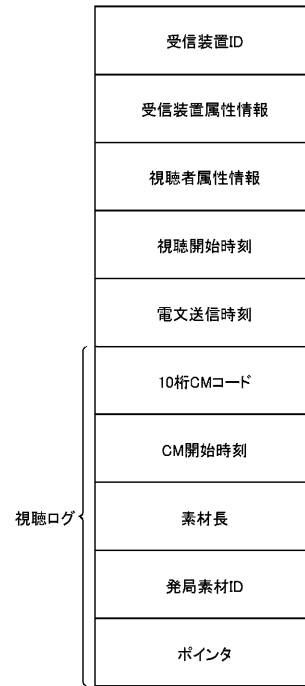 受信装置ID
受信装置属性情報
視聴者属性情報
視聴開始時刻
電文送信時刻
10桁CMコード
CM開始時刻
視聴ログ
素材長
発局素材ID
ポインタ